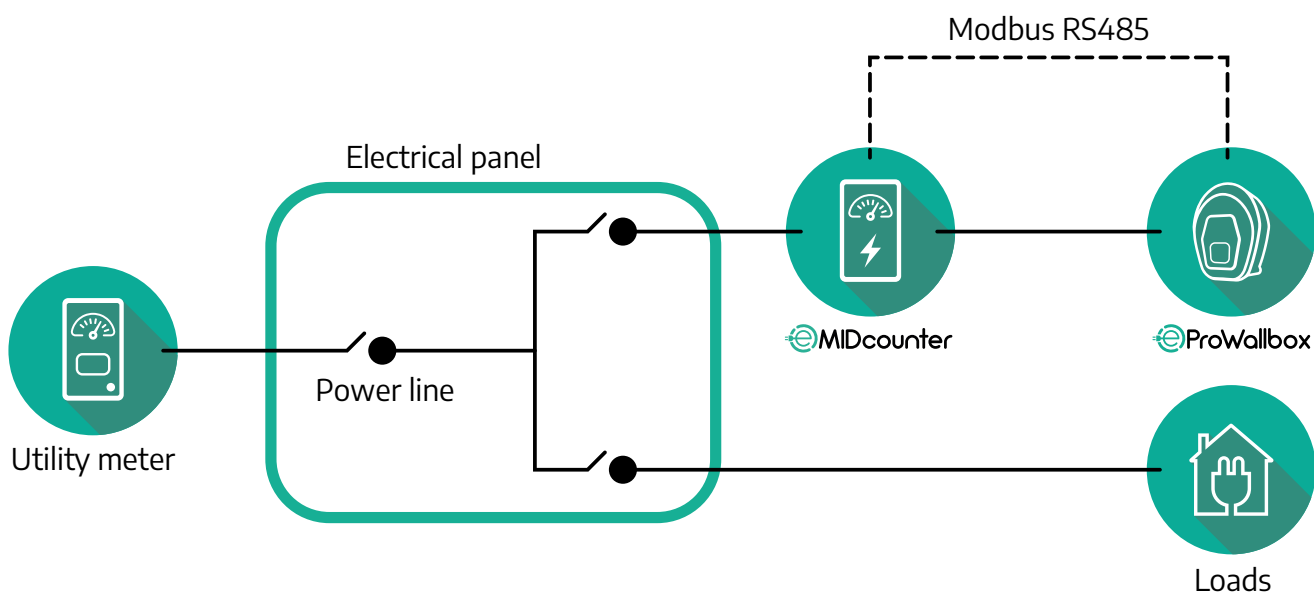 Modbus RS485
Electrical panel
eMIDcounter
eProWallbox
Power line
Utility meter
Loads